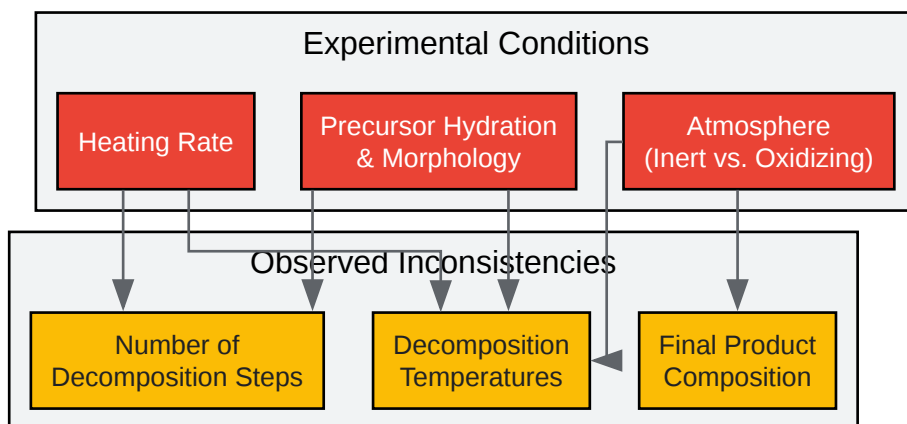 Experimental Conditions
Heating Rate
Precursor Hydration
& Morphology
Atmosphere
(Inert vs. Oxidizing)
Observed Inconsistencies
Number of
Decomposition Steps
Decomposition
Temperatures
Final Product
Composition